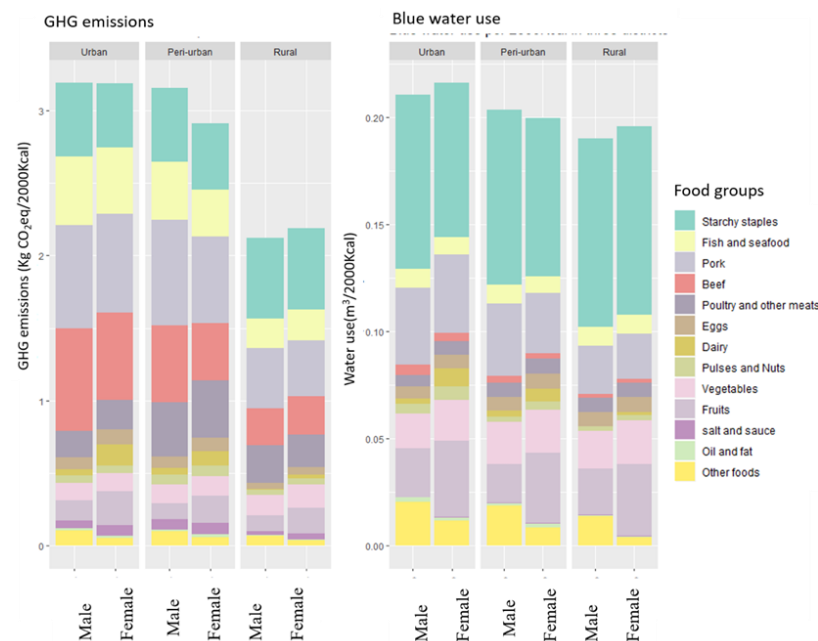 GHG emissions
Urban
Peri-urban
Rural
GHG emissions (Kg CO₂eq/2000Kcal)
3
2
1
0
Male
Female
Male
Female
Male
Female
Blue water use
Urban
Peri-urban
Rural
Water use(m³/2000Kcal)
0.20
0.15
0.10
0.05
0.00
Male
Female
Male
Female
Male
Female
Food groups
Starchy staples
Fish and seafood
Pork
Beef
Poultry and other meats
Eggs
Dairy
Pulses and Nuts
Vegetables
Fruits
salt and sauce
Oil and fat
Other foods